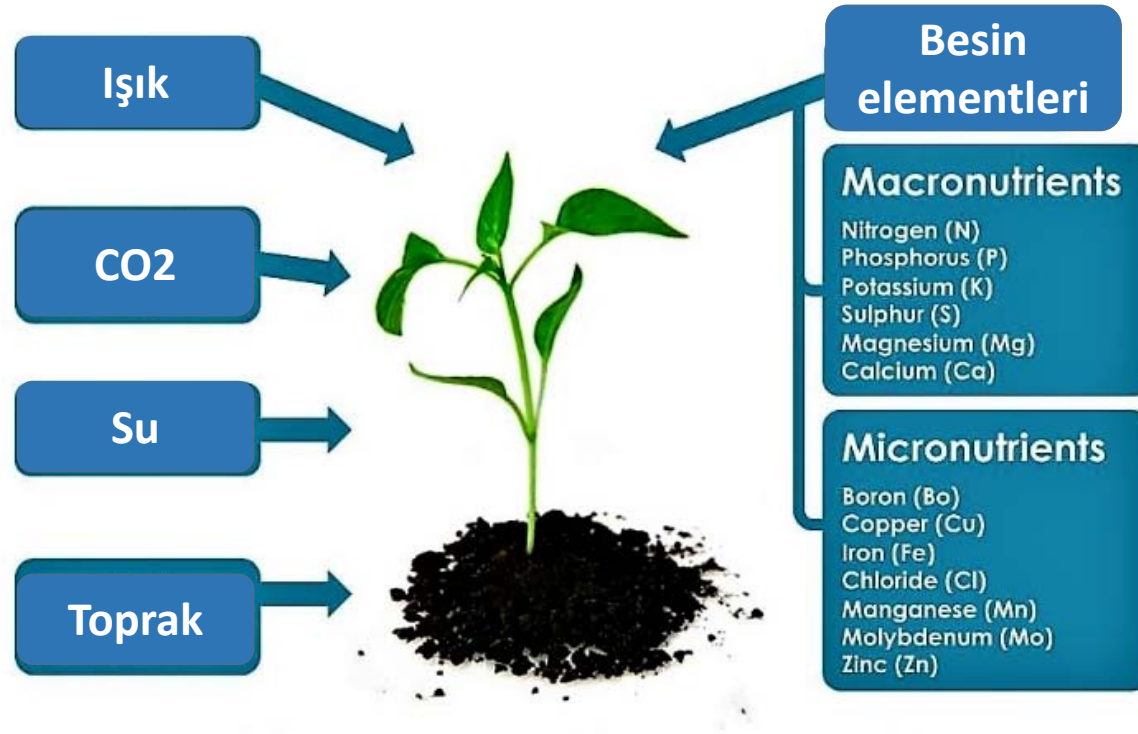 Işık
CO2
Su
Toprak
Besin
elementleri
Macronutrients
Nitrogen (N)
Phosphorus (P)
Potassium (K)
Sulphur (S)
Magnesium (Mg)
Calcium (Ca)
Micronutrients
Boron (Bo)
Copper (Cu)
Iron (Fe)
Chloride (Cl)
Manganese (Mn)
Molybdenum (Mo)
Zinc (Zn)